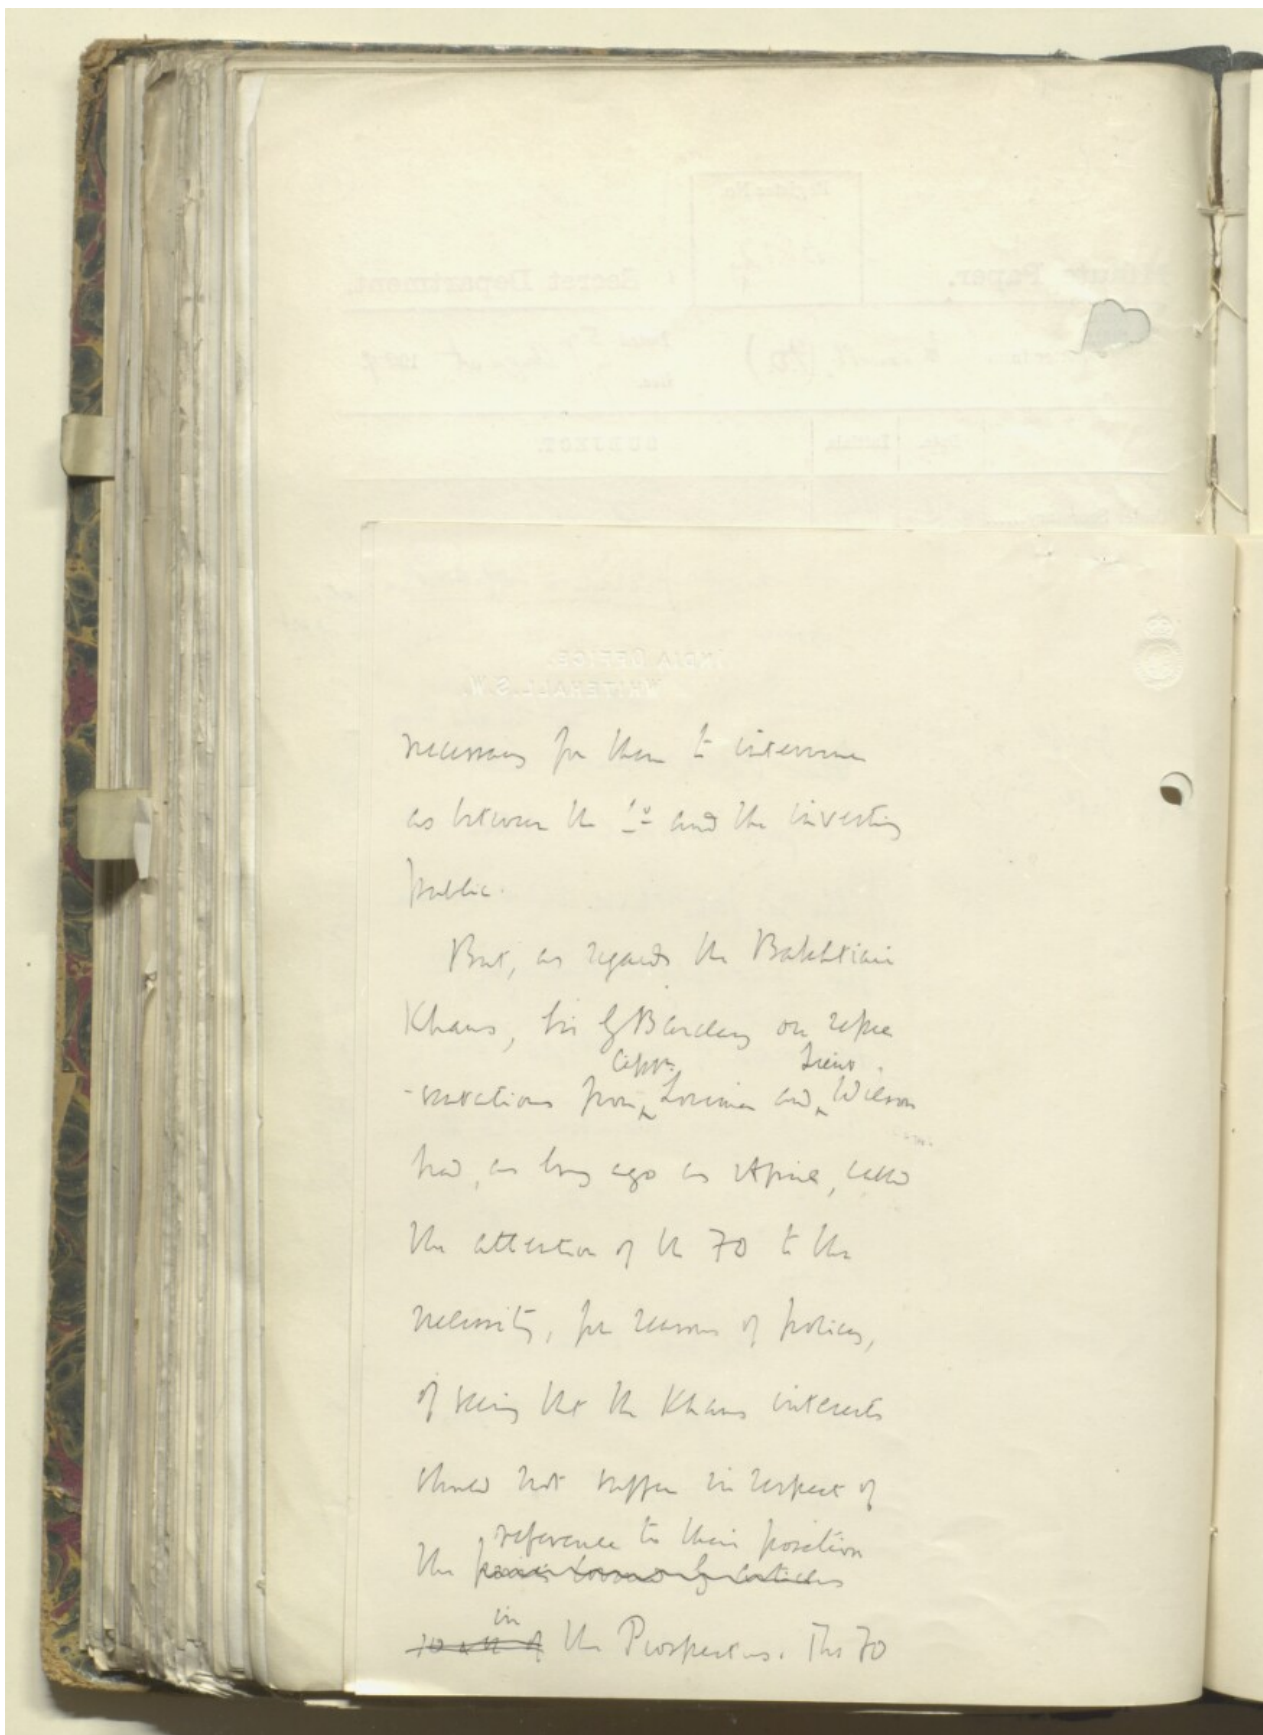 necessary for them to intervene
as between the Co and the investing
public.
But, as regards the Bakhtiari
Khans, Sir G Barclay on repre
-sentations from Capt. Lorimer and Lieut. Wilson
had, as long ago as April, called
the attention of the FO to the
necessity, for reasons of policy,
of seeing that the Khans interests
should not suffer in respect of
the reference to their position
in the Prospectus. The FO